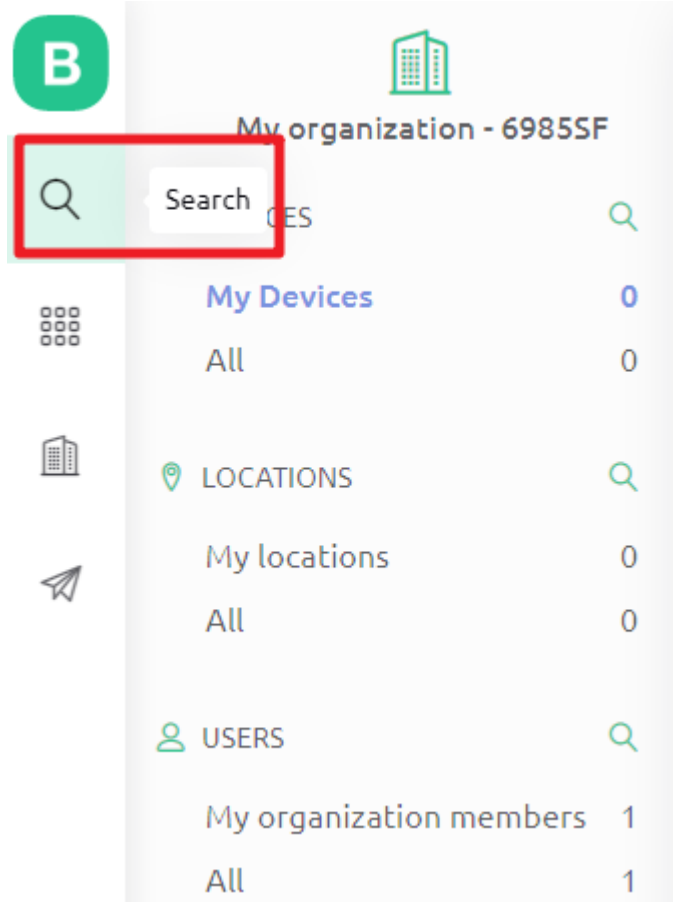 B
My organization - 6985SF
Search
CES
My Devices 0
All 0
LOCATIONS
My locations 0
All 0
USERS
My organization members 1
All 1